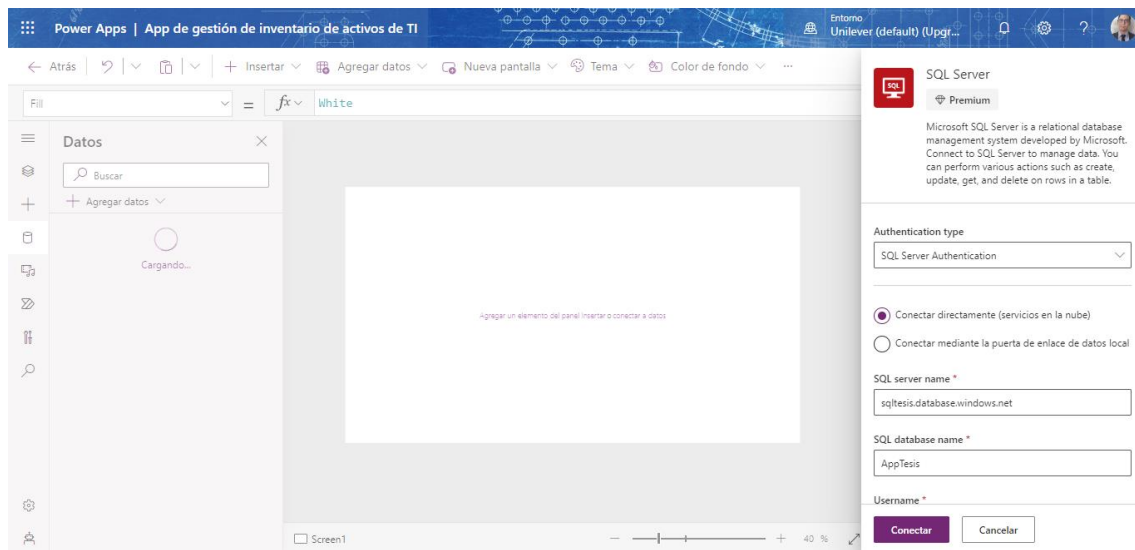 Power Apps | App de gestión de inventario de activos de TI
Entorno
Unilever (default) (Upgr...
?
Atrás
Insertar
Agregar datos
Nueva pantalla
Tema
Color de fondo
...
Fill
=
fx
White
Datos
Buscar
Agregar datos
Cargando...
Agregar un elemento del panel Insertar o conectar a datos
Screen1
40 %
SQL
SQL Server
Premium
Microsoft SQL Server is a relational database
management system developed by Microsoft.
Connect to SQL Server to manage data. You
can perform various actions such as create,
update, get, and delete on rows in a table.
Authentication type
SQL Server Authentication
Conectar directamente (servicios en la nube)
Conectar mediante la puerta de enlace de datos local
SQL server name *
sqltesis.database.windows.net
SQL database name *
AppTesis
Username *
Conectar
Cancelar